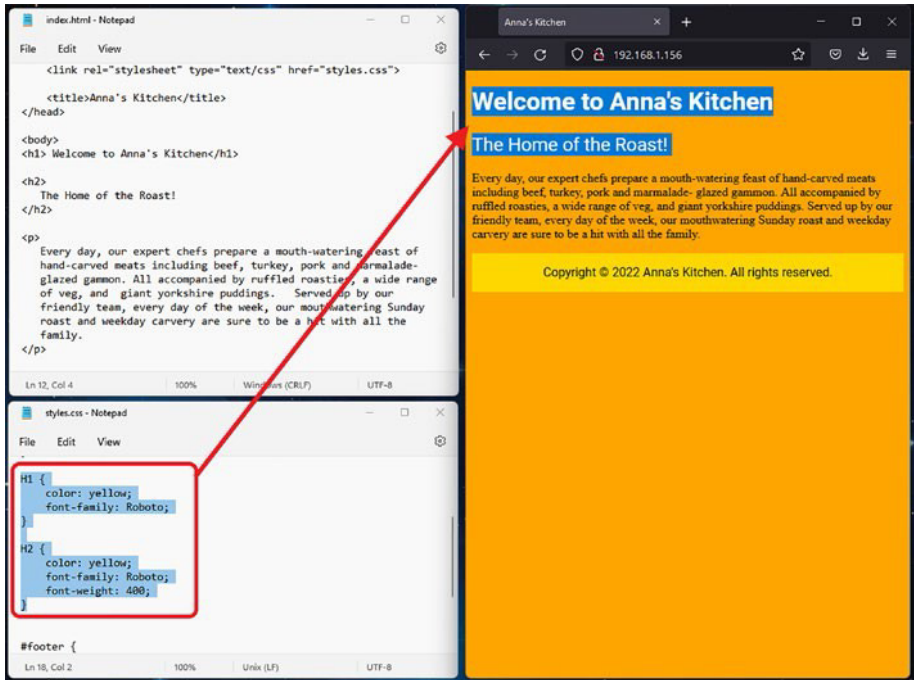 index.html - Notepad
File Edit View
<link rel="stylesheet" type="text/css" href="styles.css">
<title>Anna's Kitchen</title>
</head>
<body>
<h1> Welcome to Anna's Kitchen</h1>
<h2>
The Home of the Roast!
</h2>
<p>
Every day, our expert chefs prepare a mouth-watering feast of
hand-carved meats including beef, turkey, pork and marmalade-
glazed gammon. All accompanied by ruffled roasties, a wide range
of veg, and giant yorkshire puddings. Served up by our
friendly team, every day of the week, our mouthwatering Sunday
roast and weekday carvery are sure to be a hit with all the
family.
</p>
Ln 12, Col 4 100% Windows (CRLF) UTF-8
styles.css - Notepad
File Edit View
H1 {
color: yellow;
font-family: Roboto;
}
H2 {
color: yellow;
font-family: Roboto;
font-weight: 400;
}
#footer {
Ln 18, Col 2 100% Unix (LF) UTF-8
Anna's Kitchen
192.168.1.156
Welcome to Anna's Kitchen
The Home of the Roast!
Every day, our expert chefs prepare a mouth-watering feast of hand-carved meats
including beef, turkey, pork and marmalade- glazed gammon. All accompanied by
ruffled roasties, a wide range of veg, and giant yorkshire puddings. Served up by our
friendly team, every day of the week, our mouthwatering Sunday roast and weekday
carvery are sure to be a hit with all the family.
Copyright © 2022 Anna's Kitchen. All rights reserved.